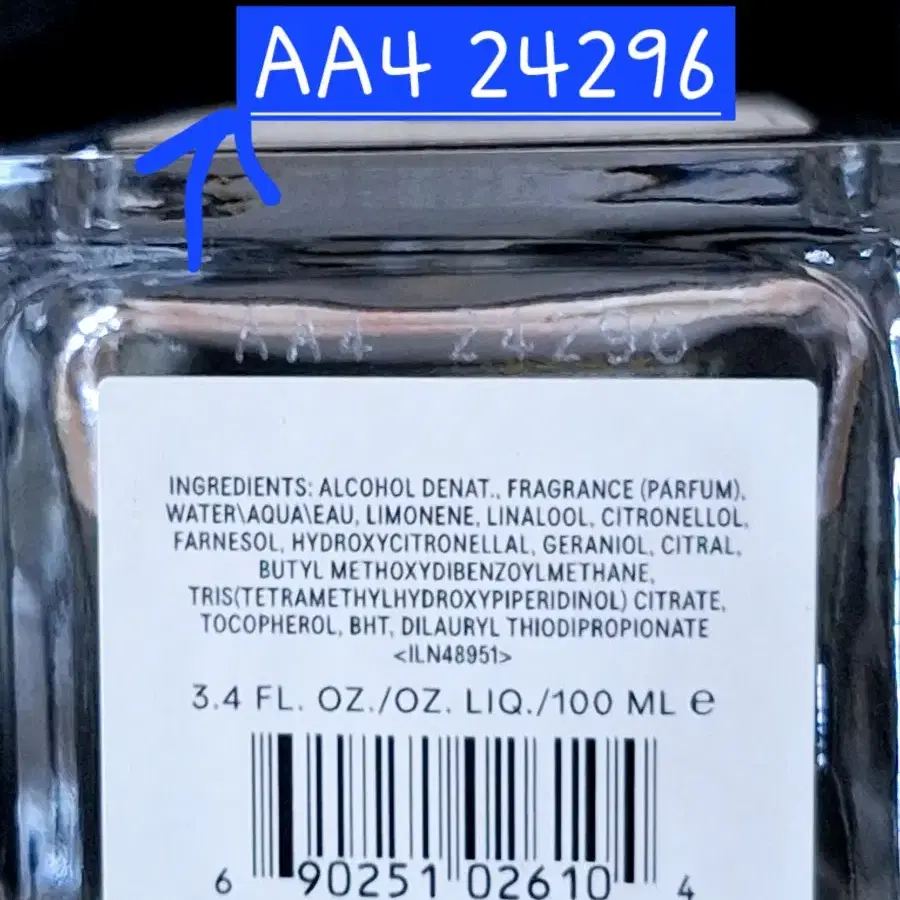 AA4 24296
AA4 24296
INGREDIENTS: ALCOHOL DENAT., FRAGRANCE (PARFUM),
WATER\AQUA\EAU, LIMONENE, LINALOOL, CITRONELLOL,
FARNESOL, HYDROXYCITRONELLAL, GERANIOL, CITRAL,
BUTYL METHOXYDIBENZOYLMETHANE,
TRIS(TETRAMETHYLHYDROXYPIPERIDINOL) CITRATE,
TOCOPHEROL, BHT, DILAURYL THIODIPROPIONATE
<ILN48951>
3.4 FL. OZ./OZ. LIQ./100 ML ℮
6 90251 02610 4